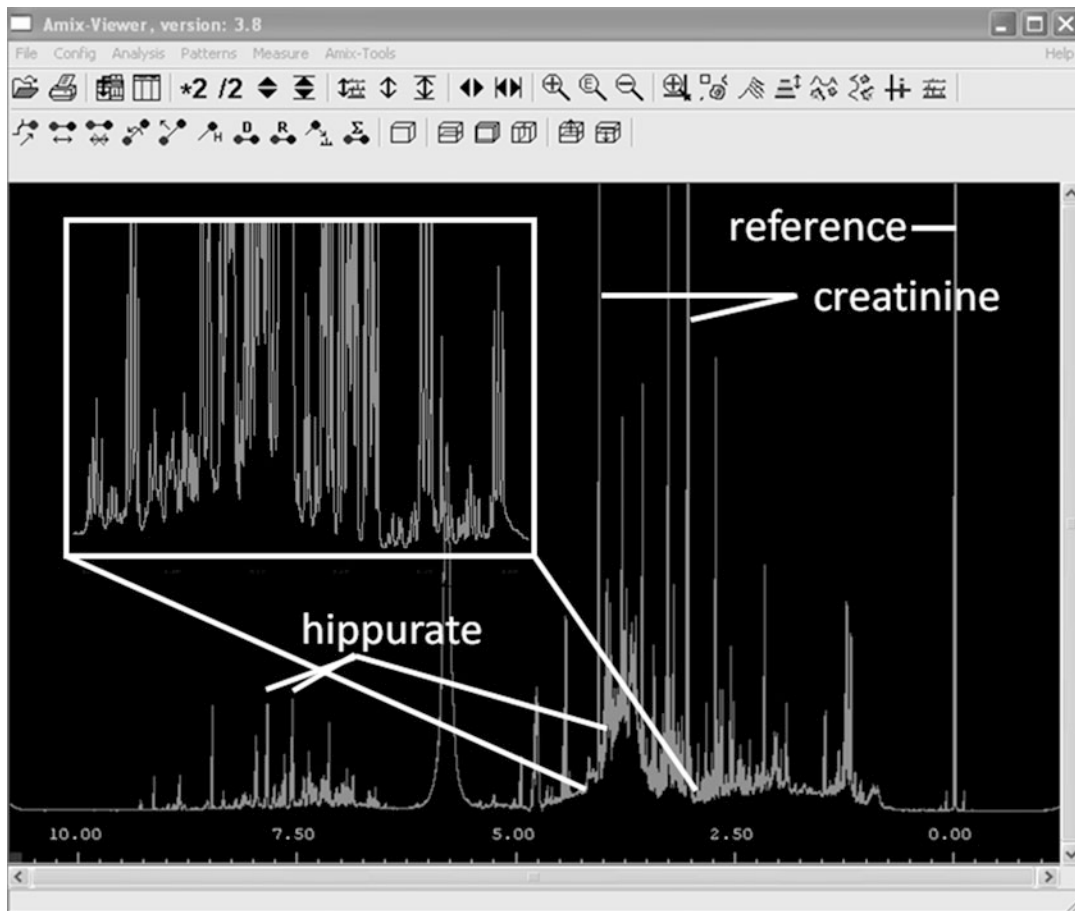 Amix-Viewer, version: 3.8
File Config Analysis Patterns Measure Amix-Tools Help
*2 /2
H D R Σ
reference
creatinine
hippurate
10.00 7.50 5.00 2.50 0.00